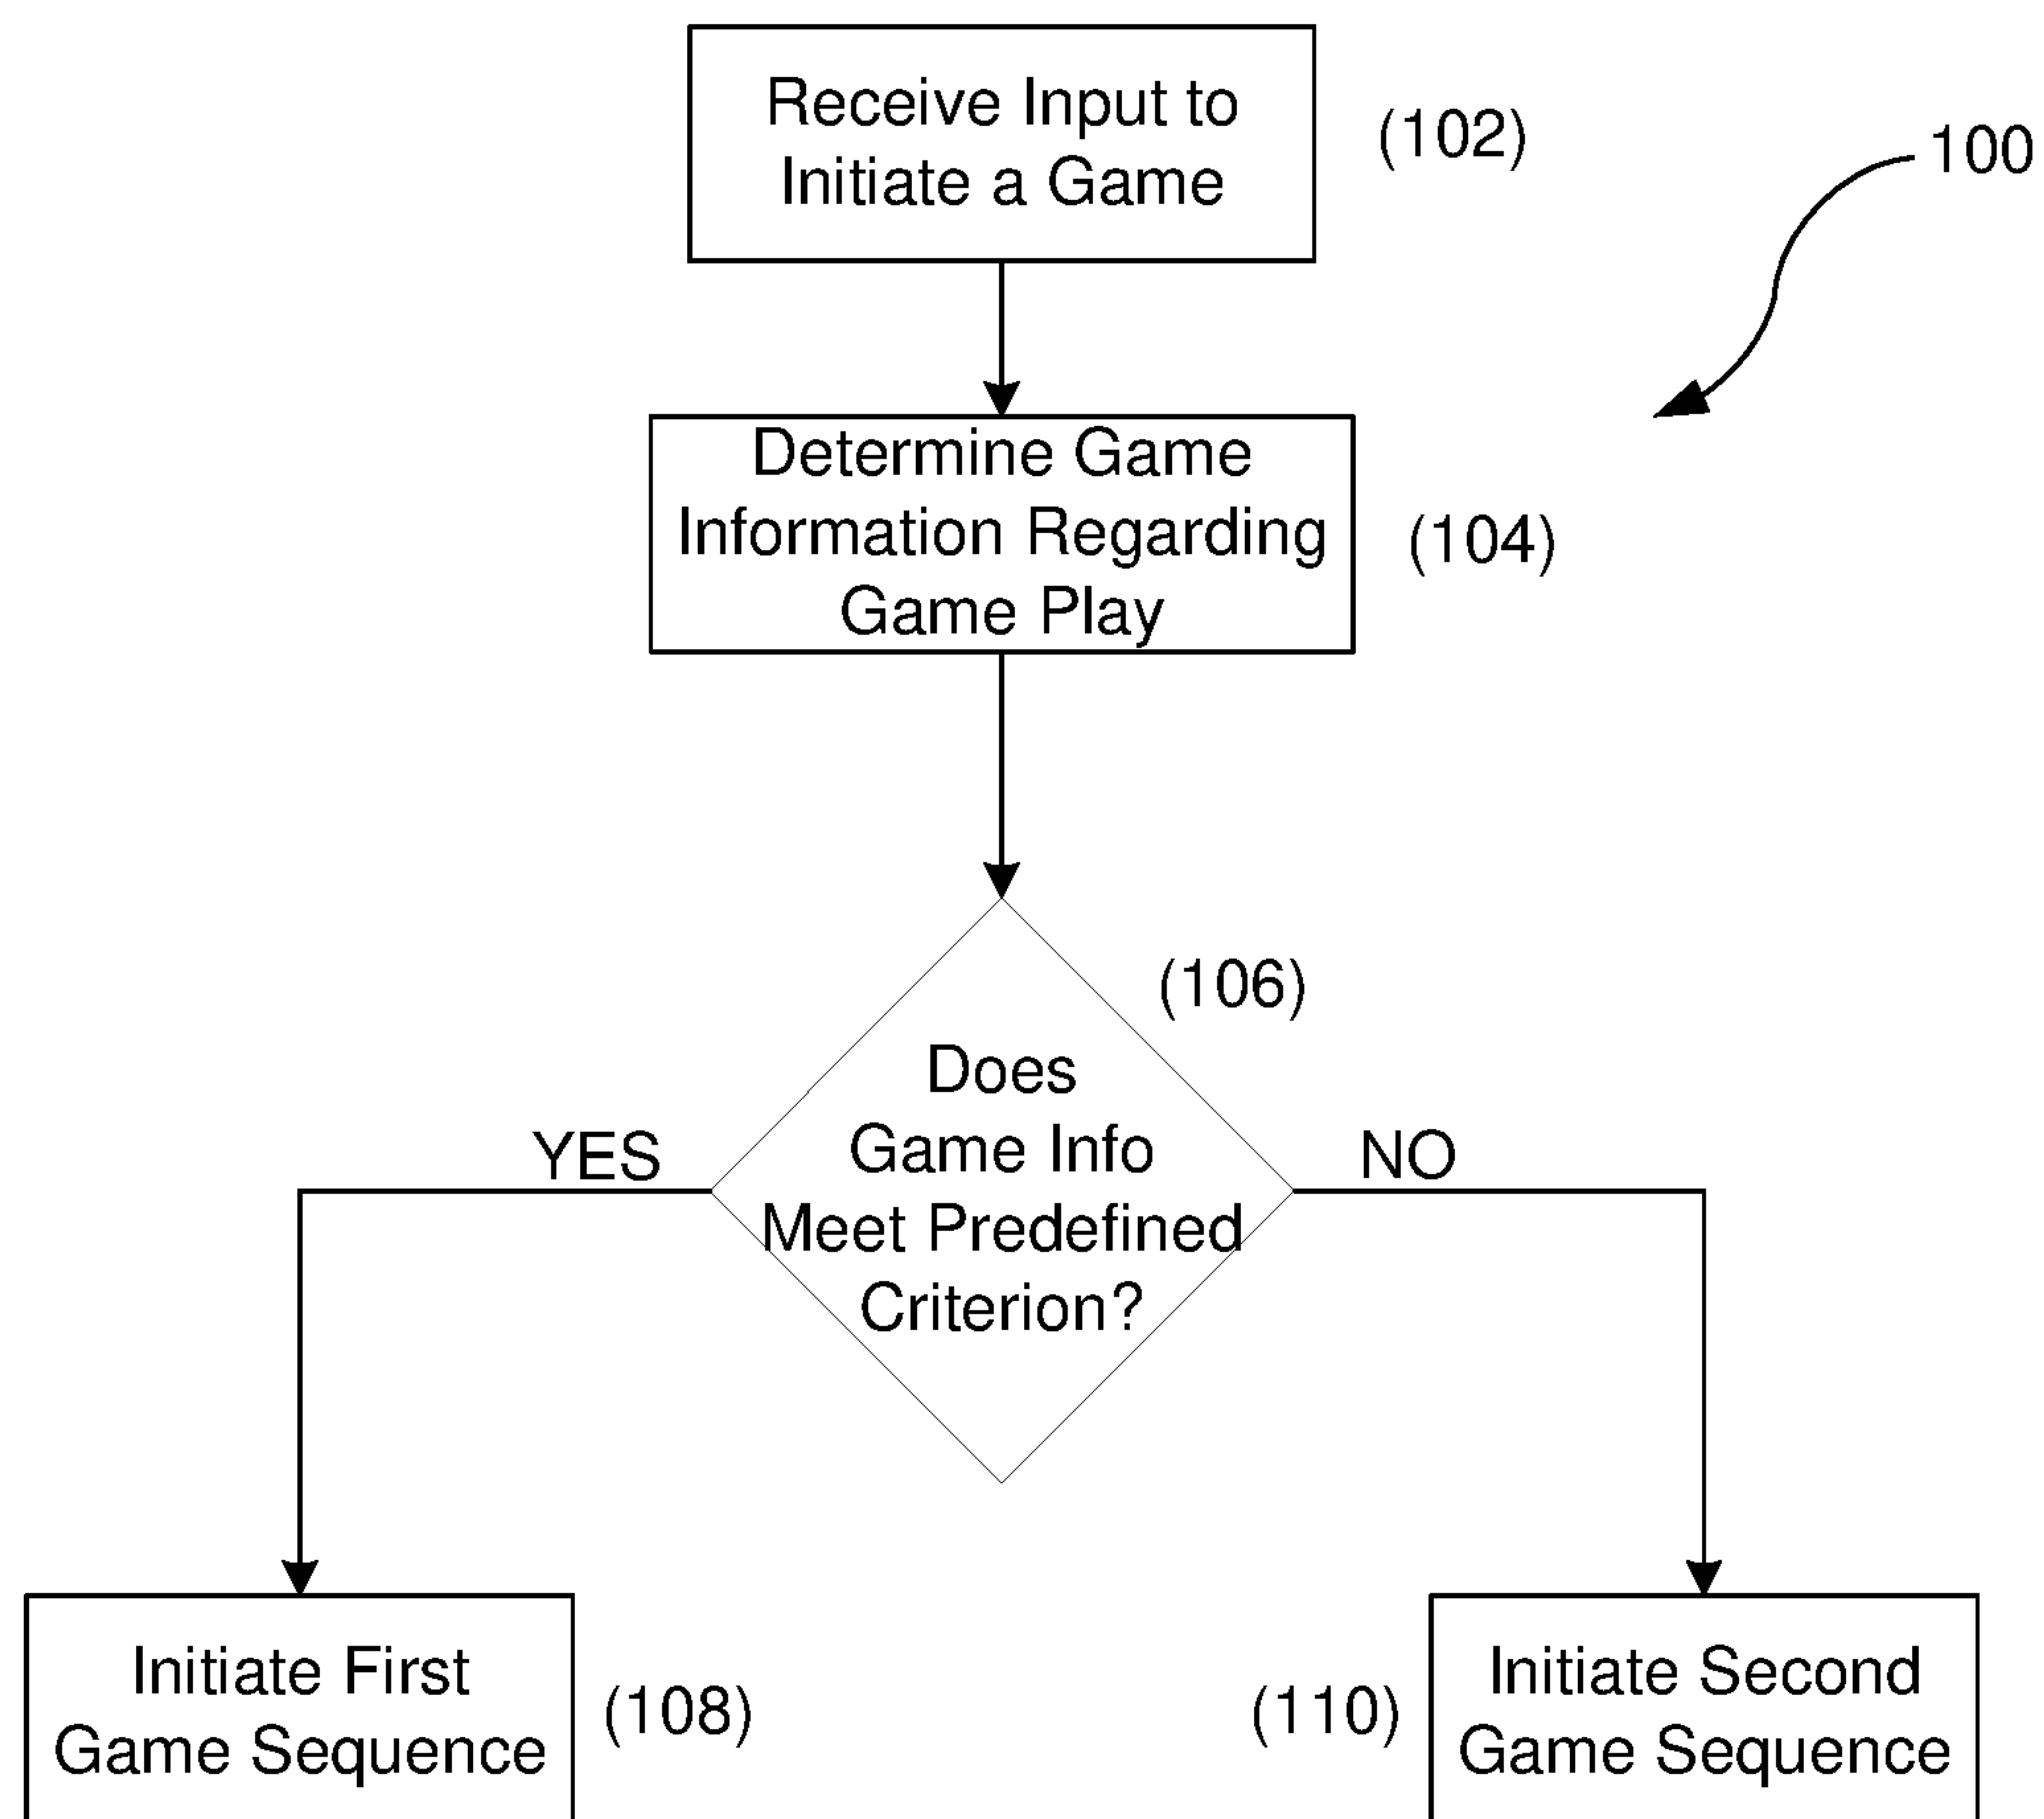 Receive Input to
Initiate a Game
(102)
100
Determine Game
Information Regarding
Game Play
(104)
(106)
Does
Game Info
Meet Predefined
Criterion?
YES
NO
Initiate First
Game Sequence
(108)
(110)
Initiate Second
Game Sequence